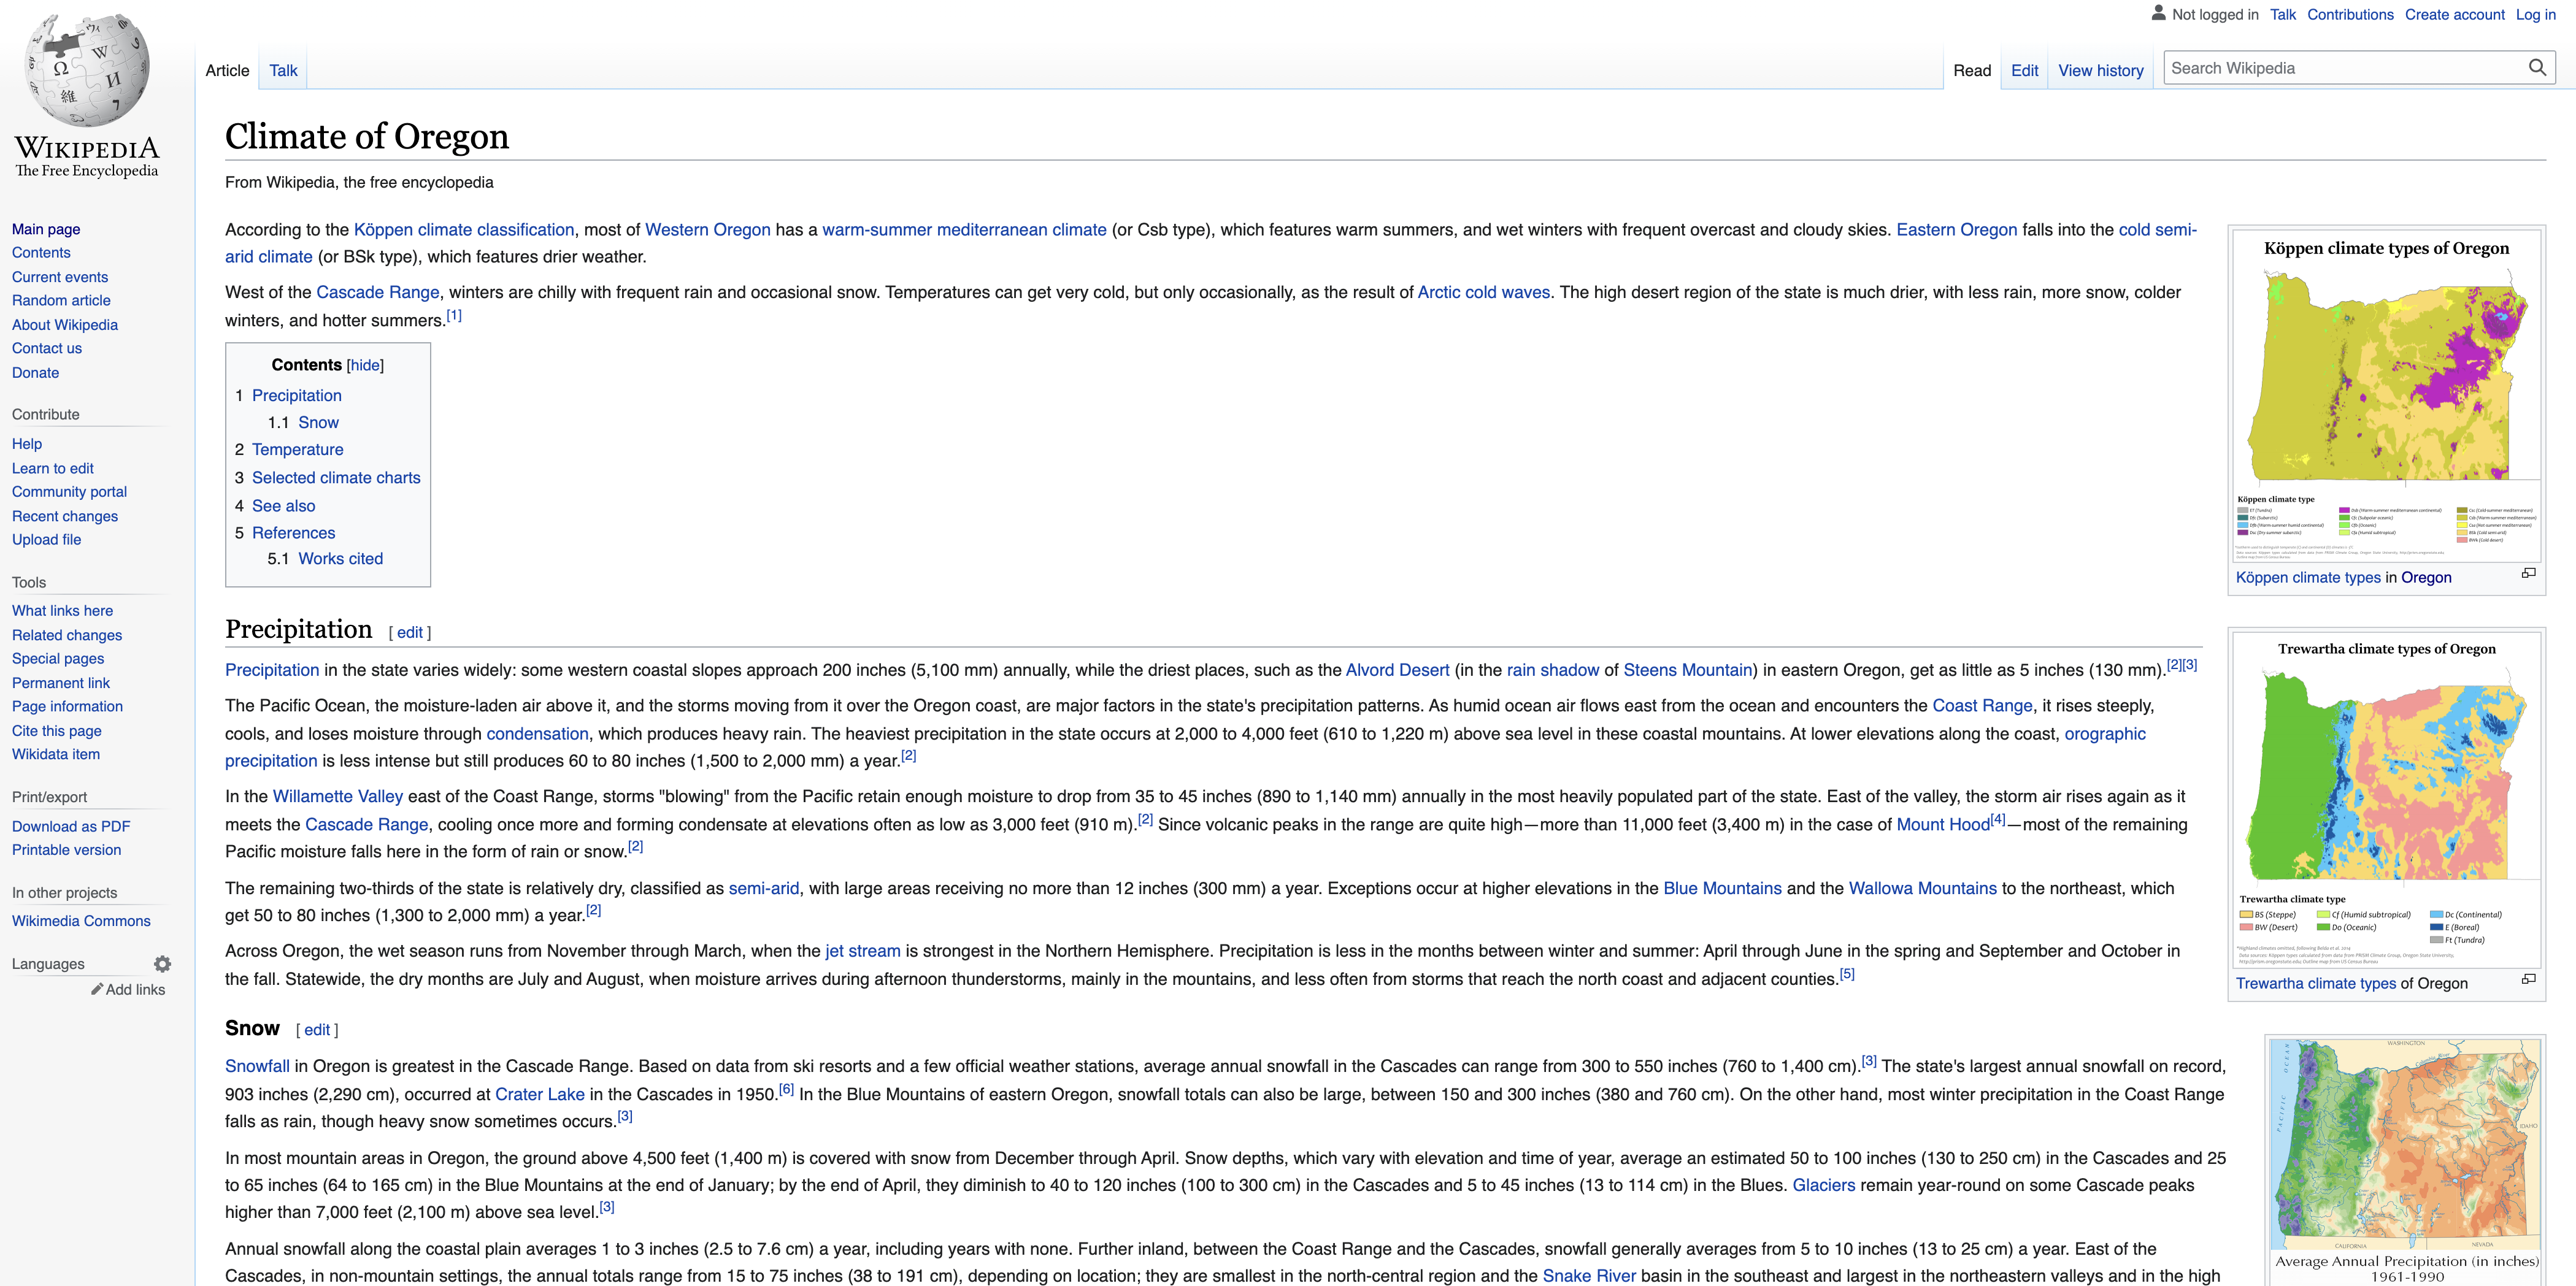 Not logged in Talk Contributions Create account Log in
Article Talk
Read Edit View history Search Wikipedia
WIKIPEDIA
The Free Encyclopedia
Main page
Contents
Current events
Random article
About Wikipedia
Contact us
Donate
Contribute
Help
Learn to edit
Community portal
Recent changes
Upload file
Tools
What links here
Related changes
Special pages
Permanent link
Page information
Cite this page
Wikidata item
Print/export
Download as PDF
Printable version
In other projects
Wikimedia Commons
Languages
Add links
Climate of Oregon
From Wikipedia, the free encyclopedia
According to the Köppen climate classification, most of Western Oregon has a warm-summer mediterranean climate (or Csb type), which features warm summers, and wet winters with frequent overcast and cloudy skies. Eastern Oregon falls into the cold semi-
arid climate (or BSk type), which features drier weather.
West of the Cascade Range, winters are chilly with frequent rain and occasional snow. Temperatures can get very cold, but only occasionally, as the result of Arctic cold waves. The high desert region of the state is much drier, with less rain, more snow, colder
winters, and hotter summers.[1]
Contents [hide]
1 Precipitation
1.1 Snow
2 Temperature
3 Selected climate charts
4 See also
5 References
5.1 Works cited
Precipitation [ edit ]
Precipitation in the state varies widely: some western coastal slopes approach 200 inches (5,100 mm) annually, while the driest places, such as the Alvord Desert (in the rain shadow of Steens Mountain) in eastern Oregon, get as little as 5 inches (130 mm).[2][3]
The Pacific Ocean, the moisture-laden air above it, and the storms moving from it over the Oregon coast, are major factors in the state's precipitation patterns. As humid ocean air flows east from the ocean and encounters the Coast Range, it rises steeply,
cools, and loses moisture through condensation, which produces heavy rain. The heaviest precipitation in the state occurs at 2,000 to 4,000 feet (610 to 1,220 m) above sea level in these coastal mountains. At lower elevations along the coast, orographic
precipitation is less intense but still produces 60 to 80 inches (1,500 to 2,000 mm) a year.[2]
In the Willamette Valley east of the Coast Range, storms "blowing" from the Pacific retain enough moisture to drop from 35 to 45 inches (890 to 1,140 mm) annually in the most heavily populated part of the state. East of the valley, the storm air rises again as it
meets the Cascade Range, cooling once more and forming condensate at elevations often as low as 3,000 feet (910 m).[2] Since volcanic peaks in the range are quite high—more than 11,000 feet (3,400 m) in the case of Mount Hood[4]—most of the remaining
Pacific moisture falls here in the form of rain or snow.[2]
The remaining two-thirds of the state is relatively dry, classified as semi-arid, with large areas receiving no more than 12 inches (300 mm) a year. Exceptions occur at higher elevations in the Blue Mountains and the Wallowa Mountains to the northeast, which
get 50 to 80 inches (1,300 to 2,000 mm) a year.[2]
Across Oregon, the wet season runs from November through March, when the jet stream is strongest in the Northern Hemisphere. Precipitation is less in the months between winter and summer: April through June in the spring and September and October in
the fall. Statewide, the dry months are July and August, when moisture arrives during afternoon thunderstorms, mainly in the mountains, and less often from storms that reach the north coast and adjacent counties.[5]
Snow [ edit ]
Snowfall in Oregon is greatest in the Cascade Range. Based on data from ski resorts and a few official weather stations, average annual snowfall in the Cascades can range from 300 to 550 inches (760 to 1,400 cm).[3] The state's largest annual snowfall on record,
903 inches (2,290 cm), occurred at Crater Lake in the Cascades in 1950.[6] In the Blue Mountains of eastern Oregon, snowfall totals can also be large, between 150 and 300 inches (380 and 760 cm). On the other hand, most winter precipitation in the Coast Range
falls as rain, though heavy snow sometimes occurs.[3]
In most mountain areas in Oregon, the ground above 4,500 feet (1,400 m) is covered with snow from December through April. Snow depths, which vary with elevation and time of year, average an estimated 50 to 100 inches (130 to 250 cm) in the Cascades and 25
to 65 inches (64 to 165 cm) in the Blue Mountains at the end of January; by the end of April, they diminish to 40 to 120 inches (100 to 300 cm) in the Cascades and 5 to 45 inches (13 to 114 cm) in the Blues. Glaciers remain year-round on some Cascade peaks
higher than 7,000 feet (2,100 m) above sea level.[3]
Annual snowfall along the coastal plain averages 1 to 3 inches (2.5 to 7.6 cm) a year, including years with none. Further inland, between the Coast Range and the Cascades, snowfall generally averages from 5 to 10 inches (13 to 25 cm) a year. East of the
Cascades, in non-mountain settings, the annual totals range from 15 to 75 inches (38 to 191 cm), depending on location; they are smallest in the north-central region and the Snake River basin in the southeast and largest in the northeastern valleys and in the high
Köppen climate types of Oregon
Köppen climate type
Köppen climate types in Oregon
Trewartha climate types of Oregon
Trewartha climate type
BS (Steppe) Cf (Humid subtropical) Dc (Continental)
BW (Desert) Do (Oceanic) E (Boreal)
Ft (Tundra)
Trewartha climate types of Oregon
WASHINGTON
PACIFIC OCEAN
IDAHO
CALIFORNIA NEVADA
Average Annual Precipitation (in inches)
1961-1990